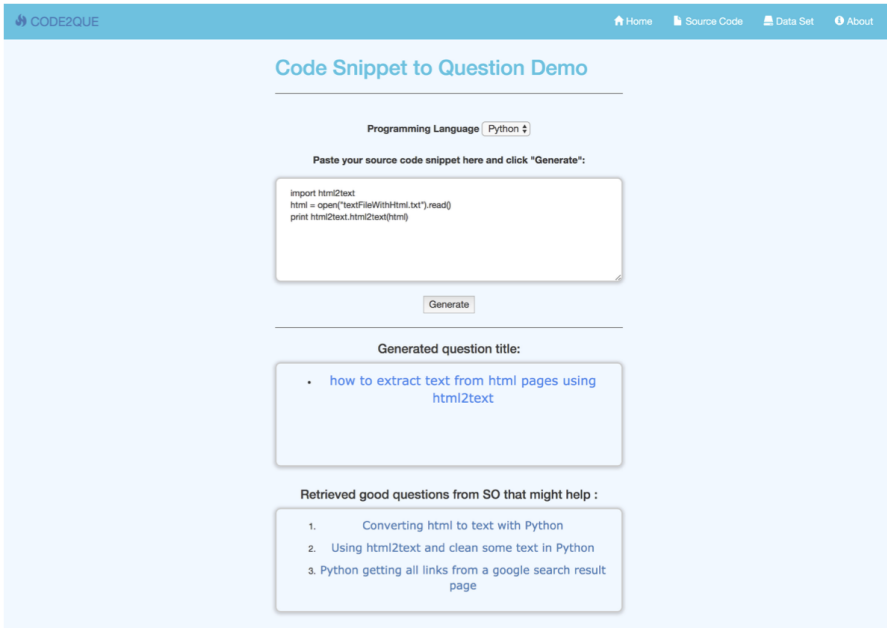 CODE2QUE
Home Source Code Data Set About
Code Snippet to Question Demo
Programming Language Python
Paste your source code snippet here and click "Generate":
import html2text
html = open("textFileWithHtml.txt").read()
print html2text.html2text(html)
Generate
Generated question title:
• how to extract text from html pages using
html2text
Retrieved good questions from SO that might help :
1. Converting html to text with Python
2. Using html2text and clean some text in Python
3. Python getting all links from a google search result
page